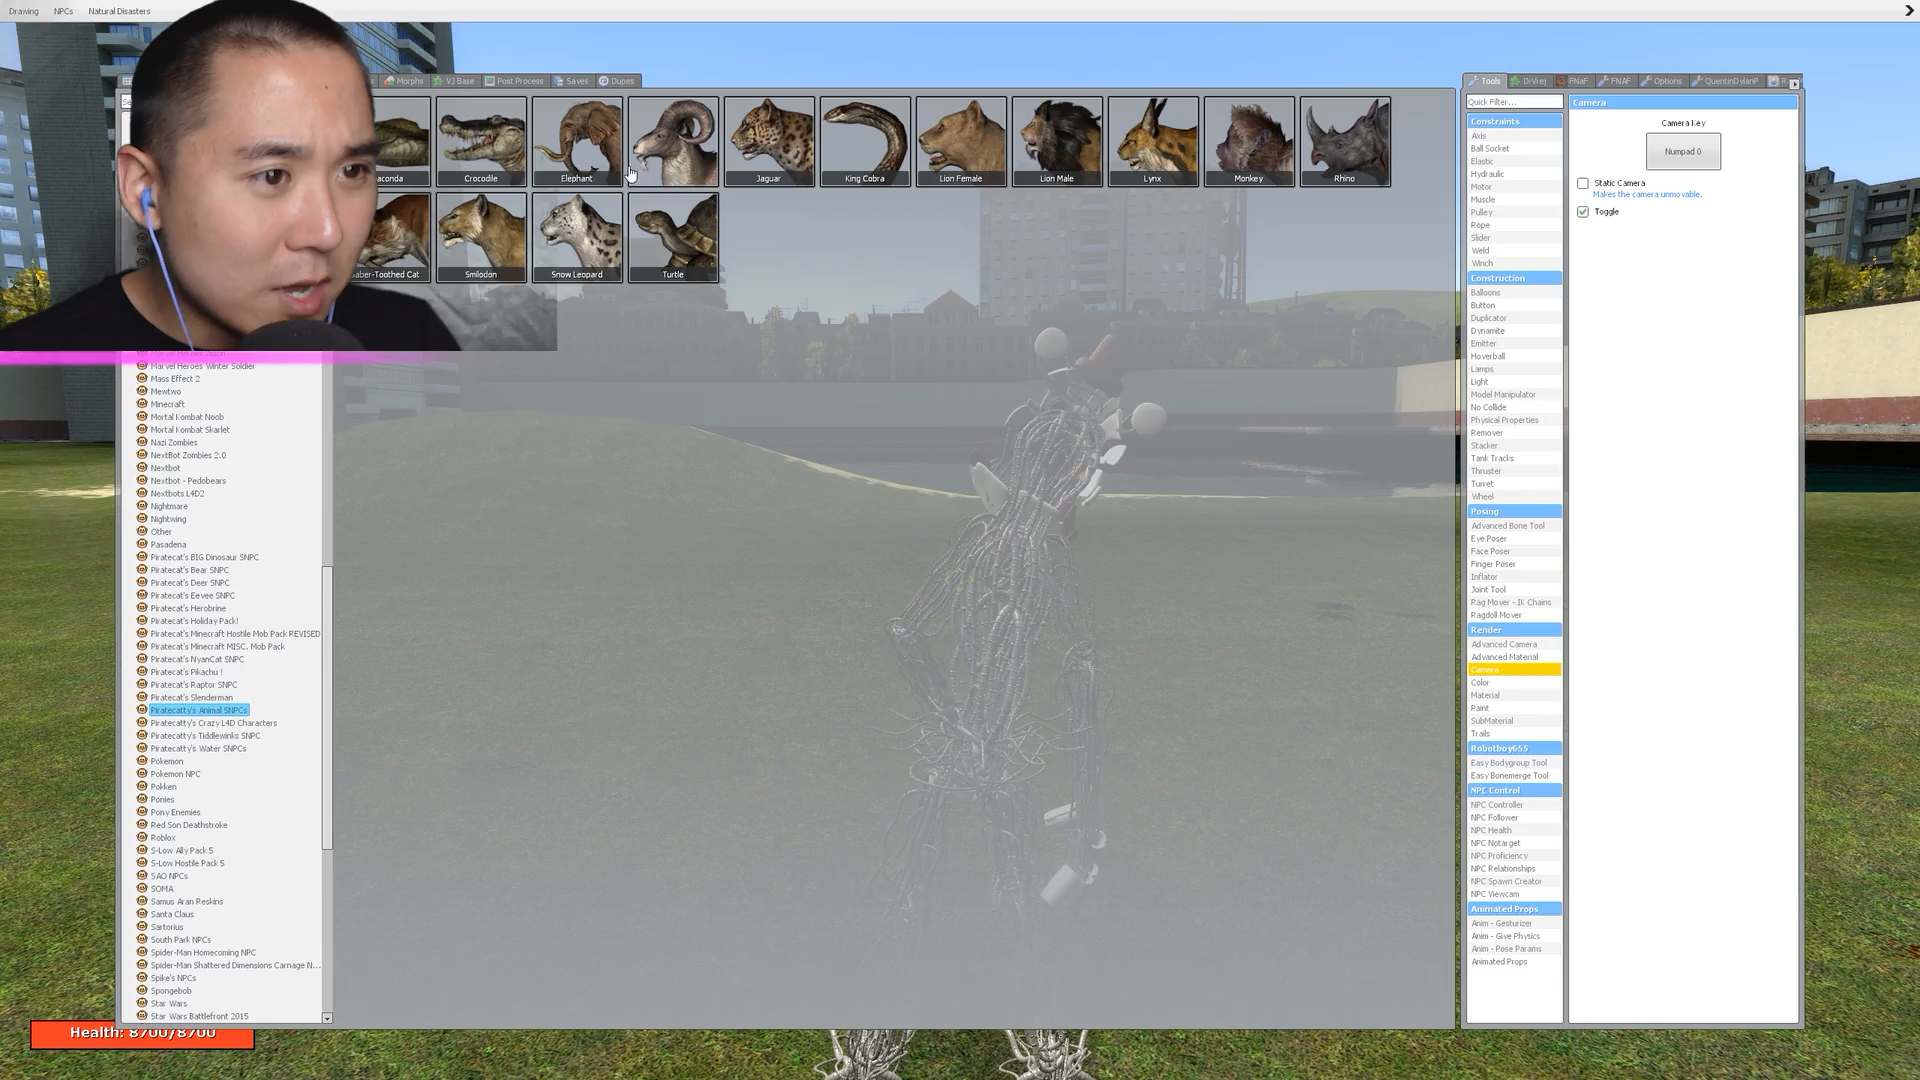 Drawing NPCs Natural Disasters
Morphs VJ Base Post Process Saves Dupes
Crocodile Elephant Jaguar King Cobra Lion Female Lion Male Lynx Monkey Rhino
Smilodon Snow Leopard Turtle
Marvel Heroes Winter Soldier
Mass Effect 2
Mewtwo
Minecraft
Mortal Kombat Noob
Mortal Kombat Skarlet
Nazi Zombies
NextBot Zombies 2.0
Nextbot
Nextbot - Pedobears
Nextbots L4D2
Nightmare
Nightwing
Other
Pasadena
Piratecat's BIG Dinosaur SNPC
Piratecat's Bear SNPC
Piratecat's Deer SNPC
Piratecat's Eevee SNPC
Piratecat's Herobrine
Piratecat's Holiday Pack!
Piratecat's Minecraft Hostile Mob Pack REVISED
Piratecat's Minecraft MISC. Mob Pack
Piratecat's NyanCat SNPC
Piratecat's Pikachu !
Piratecat's Raptor SNPC
Piratecat's Slenderman
Piratecatty's Animal SNPCs
Piratecatty's Crazy L4D Characters
Piratecatty's Tiddlewinks SNPC
Piratecatty's Water SNPCs
Pokemon
Pokemon NPC
Pokken
Ponies
Pony Enemies
Red Son Deathstroke
Roblox
S-Low Ally Pack 5
S-Low Hostile Pack 5
SAO NPCs
SOMA
Samus Aran Reskins
Santa Claus
Sartorius
South Park NPCs
Spider-Man Homecoming NPC
Spider-Man Shattered Dimensions Carnage N...
Spike's NPCs
Spongebob
Star Wars
Star Wars Battlefront 2015
Health: 8700/8700
Tools DrVrej FNaF FNAF Options QuentinDylanP
Quick Filter...
Constraints
Axis
Ball Socket
Elastic
Hydraulic
Motor
Muscle
Pulley
Rope
Slider
Weld
Winch
Construction
Balloons
Button
Duplicator
Dynamite
Emitter
Hoverball
Lamps
Light
Model Manipulator
No Collide
Physical Properties
Remover
Stacker
Tank Tracks
Thruster
Turret
Wheel
Posing
Advanced Bone Tool
Eye Poser
Face Poser
Finger Poser
Inflator
Joint Tool
Rag Mover - IK Chains
Ragdoll Mover
Render
Advanced Camera
Advanced Material
Camera
Color
Material
Paint
SubMaterial
Trails
Robotboy655
Easy Bodygroup Tool
Easy Bonemerge Tool
NPC Control
NPC Controller
NPC Follower
NPC Health
NPC Notarget
NPC Proficiency
NPC Relationships
NPC Spawn Creator
NPC Viewcam
Animated Props
Anim - Gesturizer
Anim - Give Physics
Anim - Pose Params
Animated Props
Camera
Camera Key
Numpad 0
Static Camera
Makes the camera unmovable.
Toggle